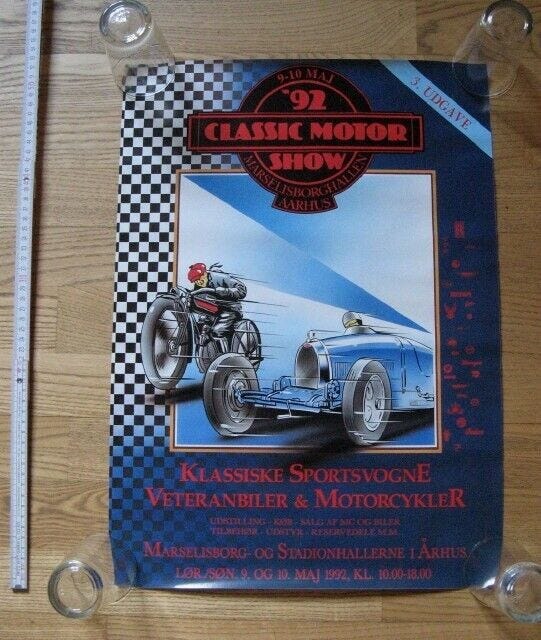 9-10 MAJ
'92
CLASSIC MOTOR
SHOW
MARSELISBORGHALLEN
AARHUS
3. UDGAVE
KLASSISKE SPORTSVOGNE
VETERANBILER & MOTORCYKLER
UDSTILLING - KØB - SALG AF MC OG BILER
TILBEHØR - UDSTYR - RESERVEDELE M.M.
MARSELISBORG- OG STADIONHALLERNE I ÅRHUS
LØR./SØN. 9. OG 10. MAJ 1992, KL. 10.00-18.00